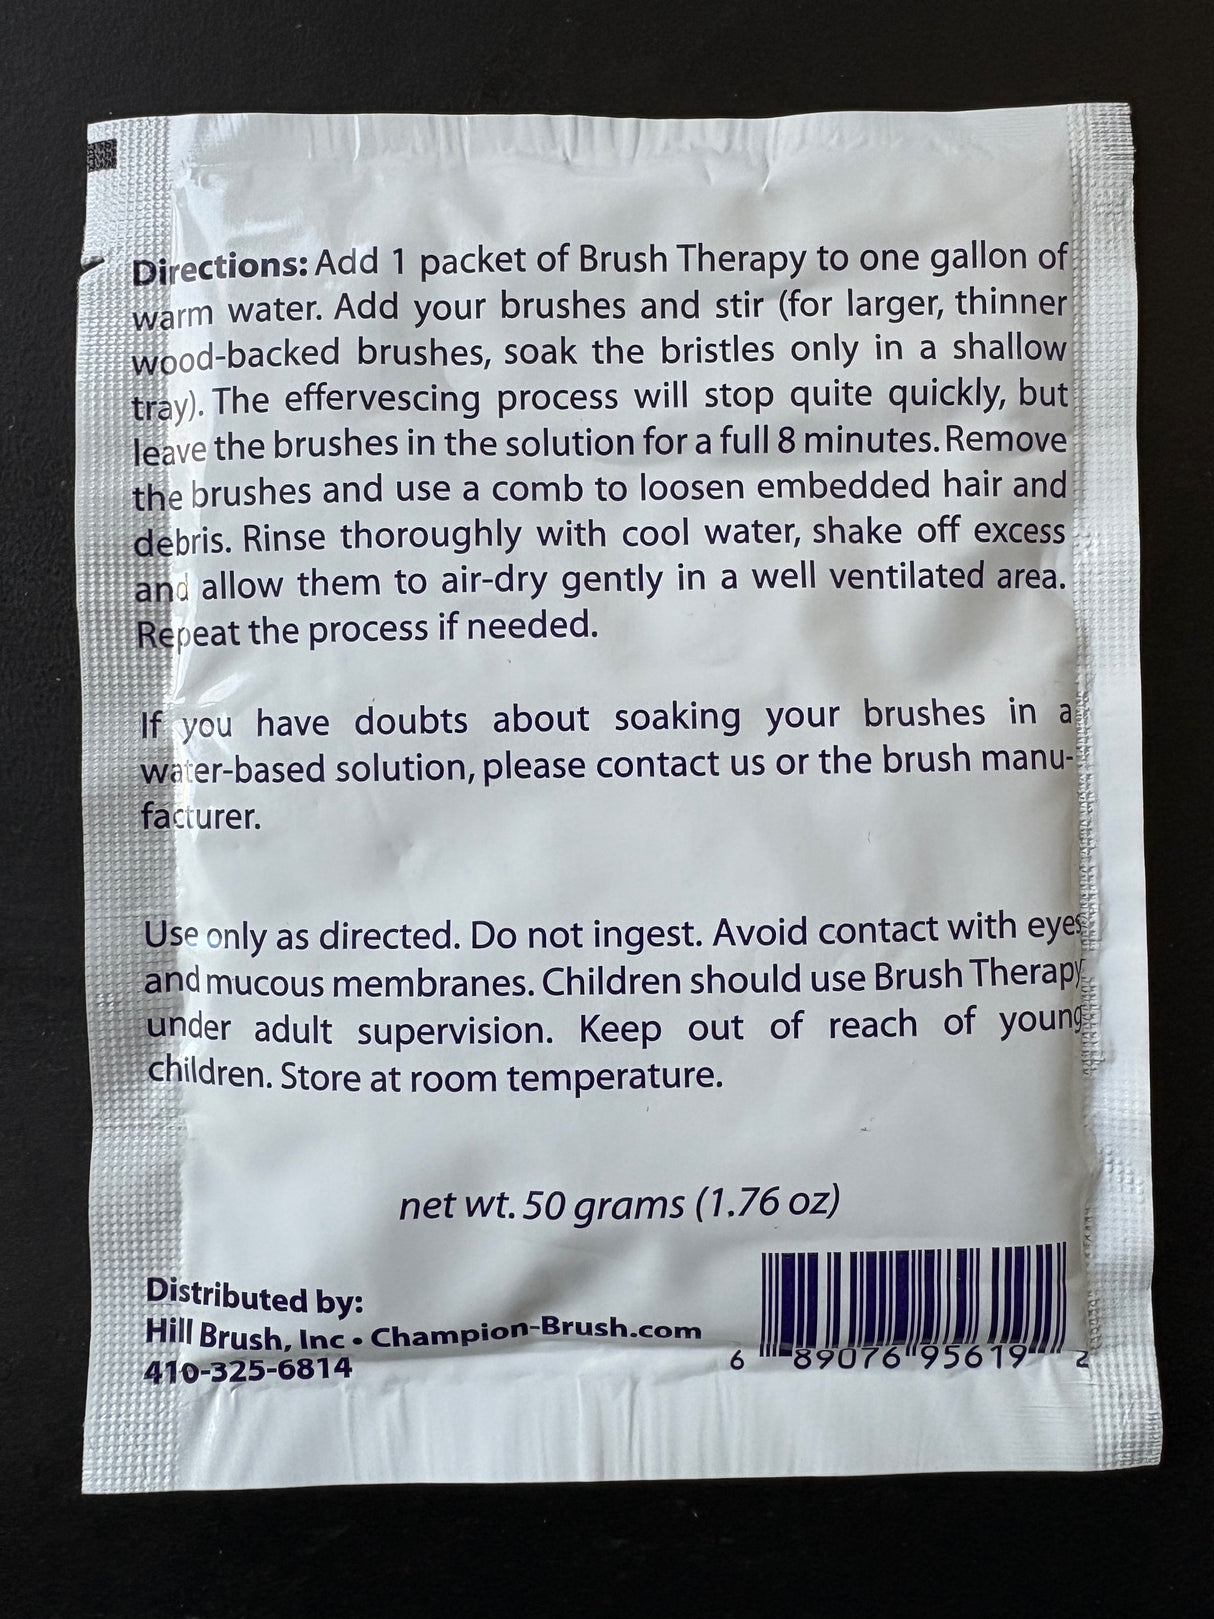 Directions: Add 1 packet of Brush Therapy to one gallon of
warm water. Add your brushes and stir (for larger, thinner
wood-backed brushes, soak the bristles only in a shallow
tray). The effervescing process will stop quite quickly, but
leave the brushes in the solution for a full 8 minutes. Remove
the brushes and use a comb to loosen embedded hair and
debris. Rinse thoroughly with cool water, shake off excess
and allow them to air-dry gently in a well ventilated area.
Repeat the process if needed.
If you have doubts about soaking your brushes in a
water-based solution, please contact us or the brush manu-
facturer.
Use only as directed. Do not ingest. Avoid contact with eyes
and mucous membranes. Children should use Brush Therapy
under adult supervision. Keep out of reach of young
children. Store at room temperature.
net wt. 50 grams (1.76 oz)
Distributed by:
Hill Brush, Inc • Champion-Brush.com
410-325-6814
6 89076 95619 2